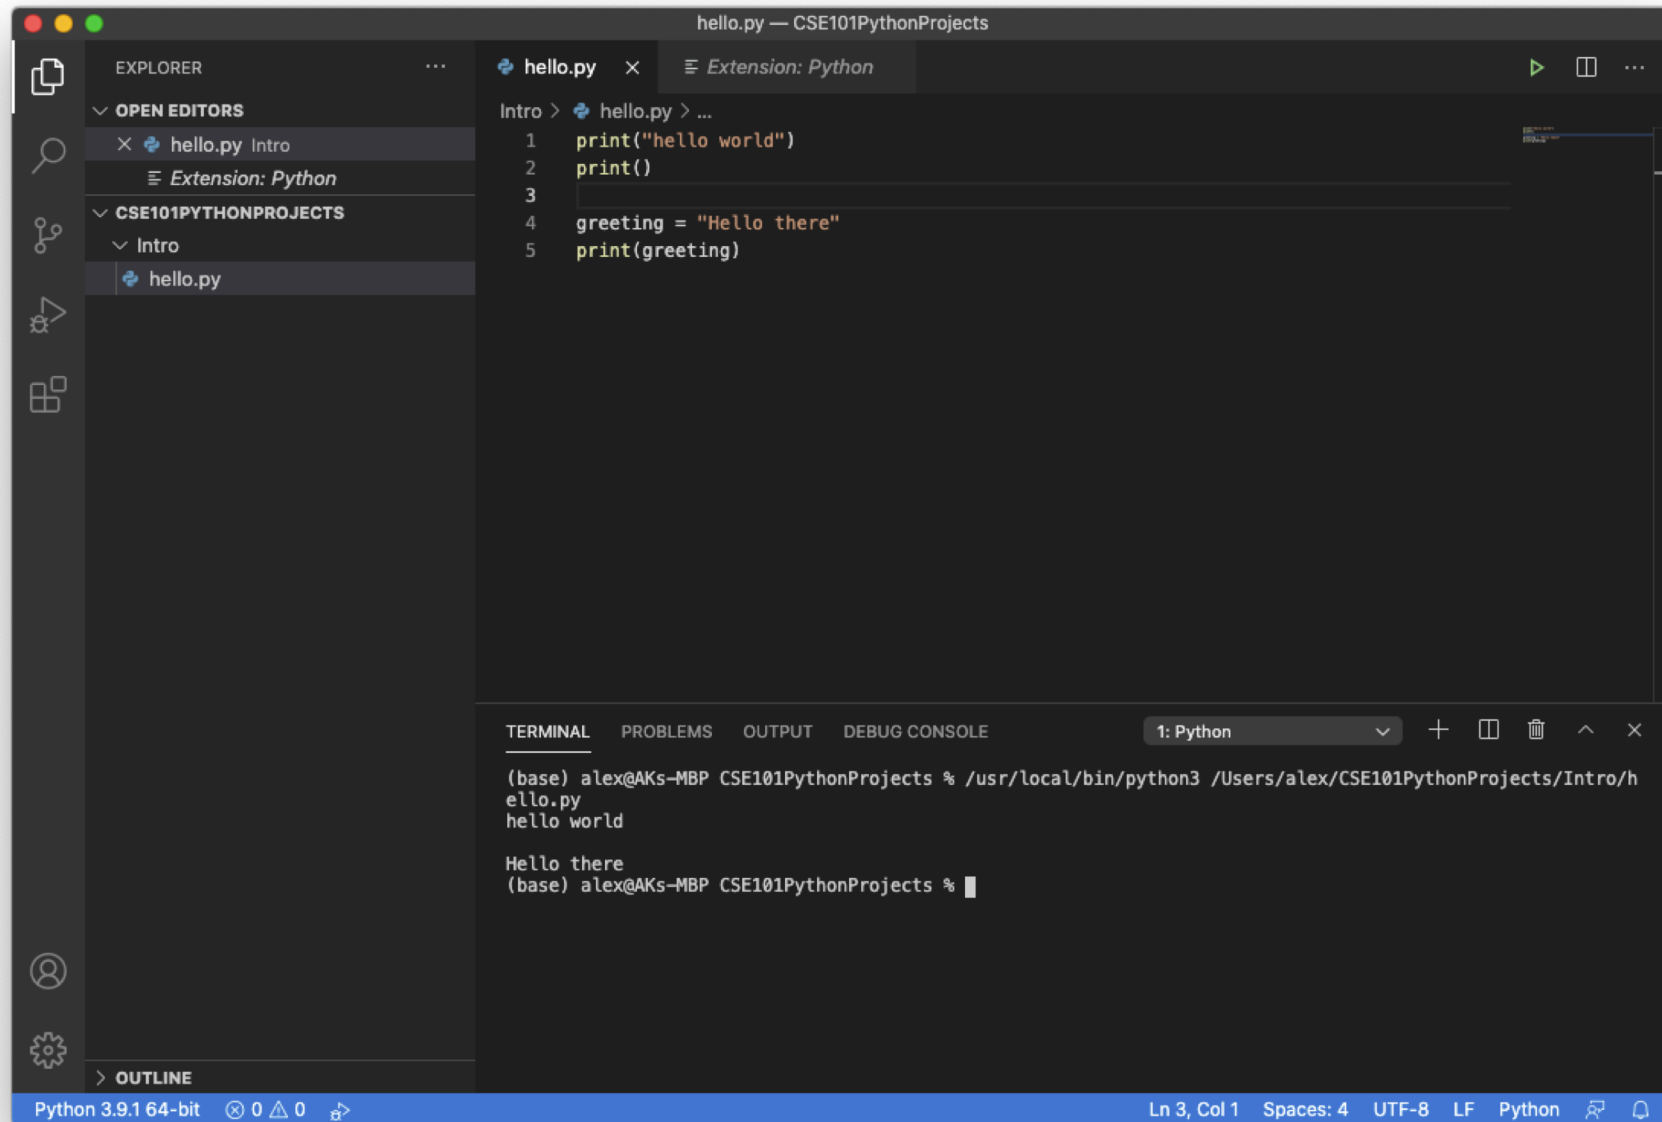 hello.py — CSE101PythonProjects
EXPLORER
hello.py
Extension: Python
OPEN EDITORS
hello.py Intro
Extension: Python
CSE101PYTHONPROJECTS
Intro
hello.py
OUTLINE
Intro > hello.py > ...
1 print("hello world")
2 print()
3
4 greeting = "Hello there"
5 print(greeting)
TERMINAL PROBLEMS OUTPUT DEBUG CONSOLE 1: Python
(base) alex@AKs-MBP CSE101PythonProjects % /usr/local/bin/python3 /Users/alex/CSE101PythonProjects/Intro/h
ello.py
hello world
Hello there
(base) alex@AKs-MBP CSE101PythonProjects %
Python 3.9.1 64-bit 0 0 Ln 3, Col 1 Spaces: 4 UTF-8 LF Python